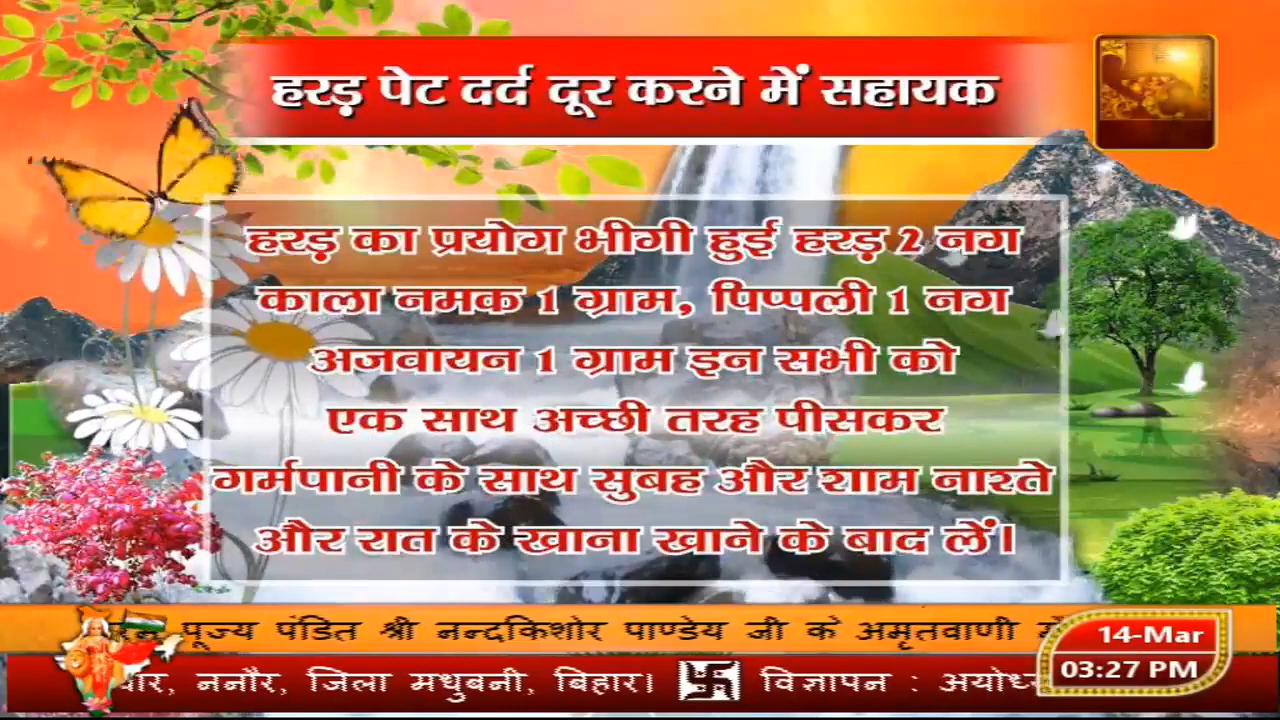 हरड़ पेट दर्द दूर करने में सहायक
हरड़ का प्रयोग भीगी हुई हरड़ 2 नग
काला नमक 1 ग्राम, पिप्पली 1 नग
अजवायन 1 ग्राम इन सभी को
एक साथ अच्छी तरह पीसकर
गर्मपानी के साथ सुबह और शाम नाश्ते
और रात के खाना खाने के बाद लें।
पूज्य पंडित श्री नन्दकिशोर पाण्डेय जी के अमृतवाणी
14-Mar
ननौर, जिला मधुबनी, बिहार। 卐 विज्ञापन :
03:27 PM